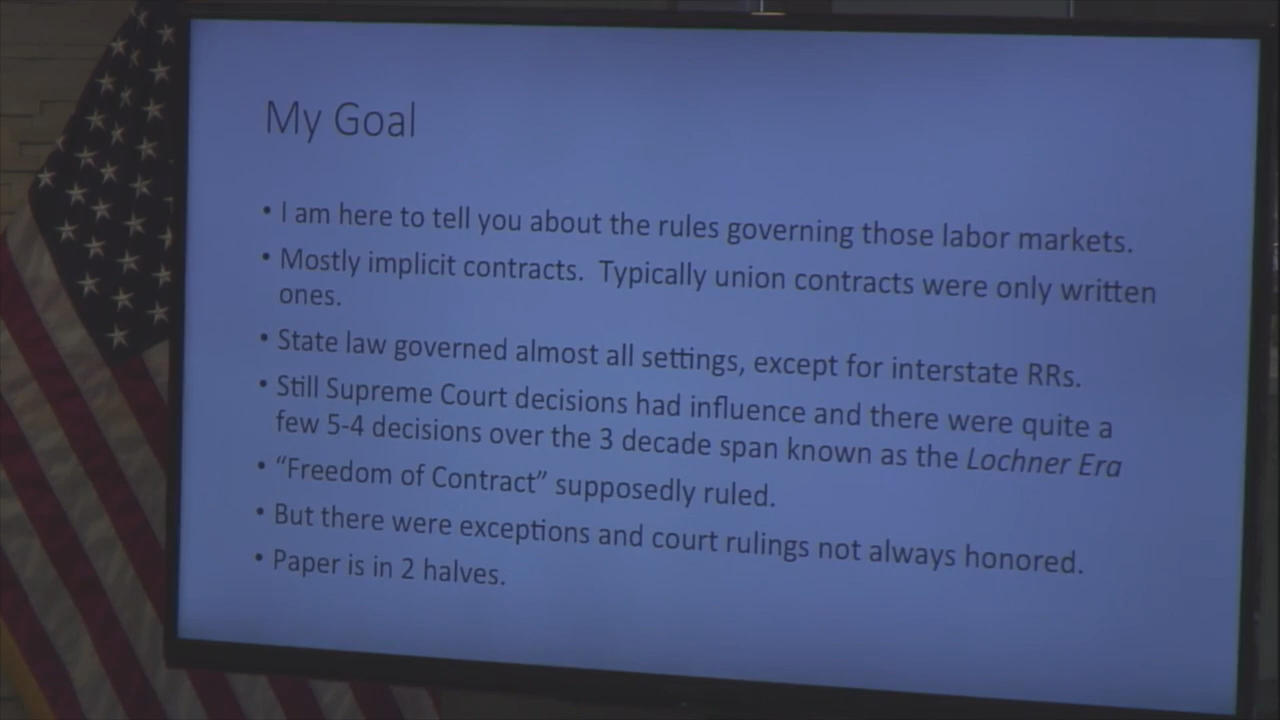 My Goal
• I am here to tell you about the rules governing those labor markets.
• Mostly implicit contracts.  Typically union contracts were only written
ones.
• State law governed almost all settings, except for interstate RRs.
• Still Supreme Court decisions had influence and there were quite a
few 5-4 decisions over the 3 decade span known as the Lochner Era
• “Freedom of Contract” supposedly ruled.
• But there were exceptions and court rulings not always honored.
• Paper is in 2 halves.